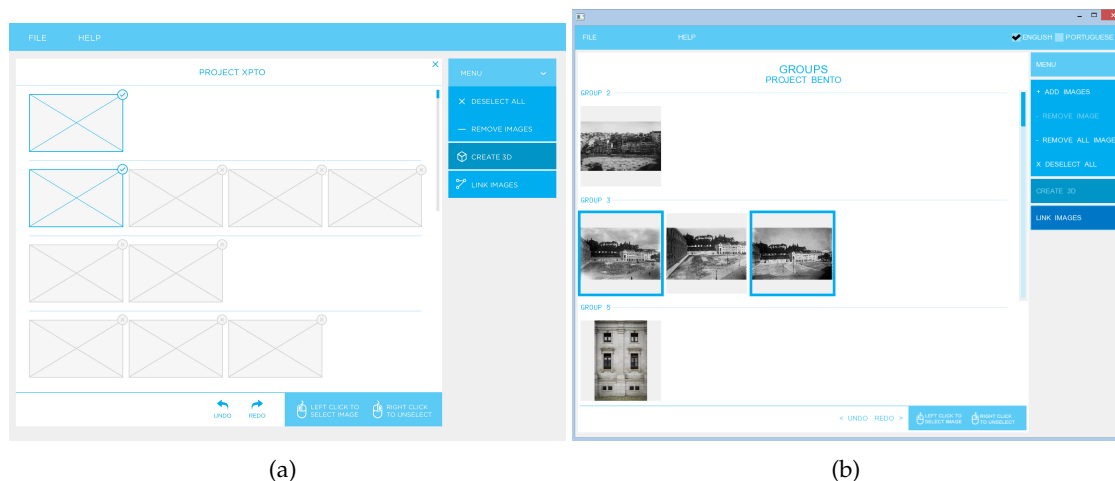 FILE HELP
PROJECT XPTO
MENU
DESELECT ALL
REMOVE IMAGES
CREATE 3D
LINK IMAGES
UNDO
REDO
LEFT CLICK TO
SELECT IMAGE
RIGHT CLICK
TO UNSELECT
(a)
FILE HELP ENGLISH PORTUGUESE
GROUPS
PROJECT BENTO
GROUP 2
GROUP 3
GROUP 5
MENU
+ ADD IMAGES
- REMOVE IMAGE
- REMOVE ALL IMAGE
X DESELECT ALL
CREATE 3D
LINK IMAGES
< UNDO REDO >
LEFT CLICK TO
SELECT IMAGE
RIGHT CLICK
TO UNSELECT
(b)